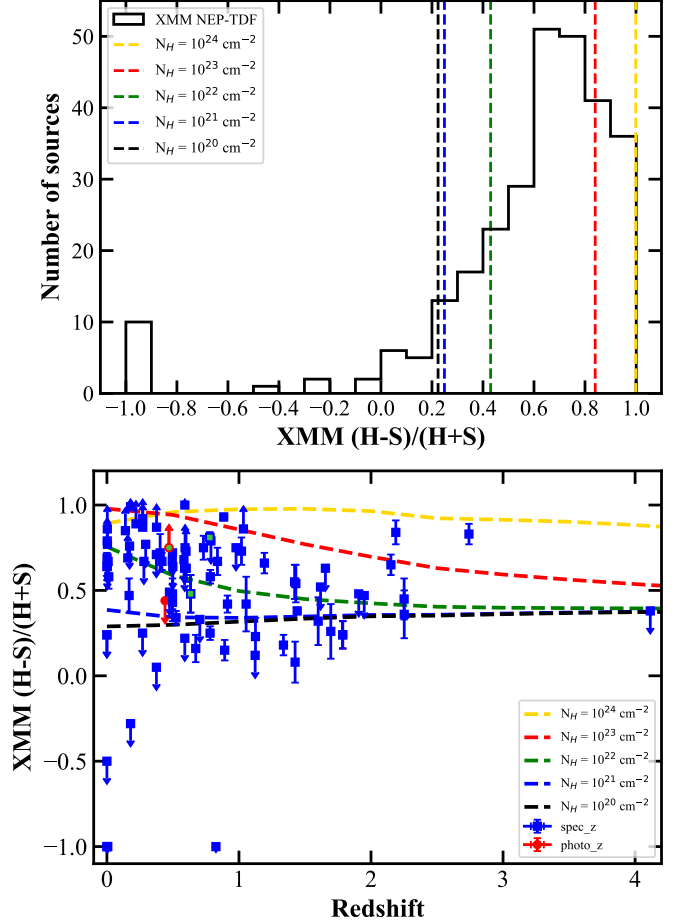 XMM NEP-TDF
N_H = 10^24 cm^−2
N_H = 10^23 cm^−2
N_H = 10^22 cm^−2
N_H = 10^21 cm^−2
N_H = 10^20 cm^−2
Number of sources
50
40
30
20
10
0
−1.0 −0.8 −0.6 −0.4 −0.2 0.0 0.2 0.4 0.6 0.8 1.0
XMM (H-S)/(H+S)
XMM (H-S)/(H+S)
1.0
0.5
0.0
−0.5
−1.0
N_H = 10^24 cm^−2
N_H = 10^23 cm^−2
N_H = 10^22 cm^−2
N_H = 10^21 cm^−2
N_H = 10^20 cm^−2
spec_z
photo_z
0 1 2 3 4
Redshift